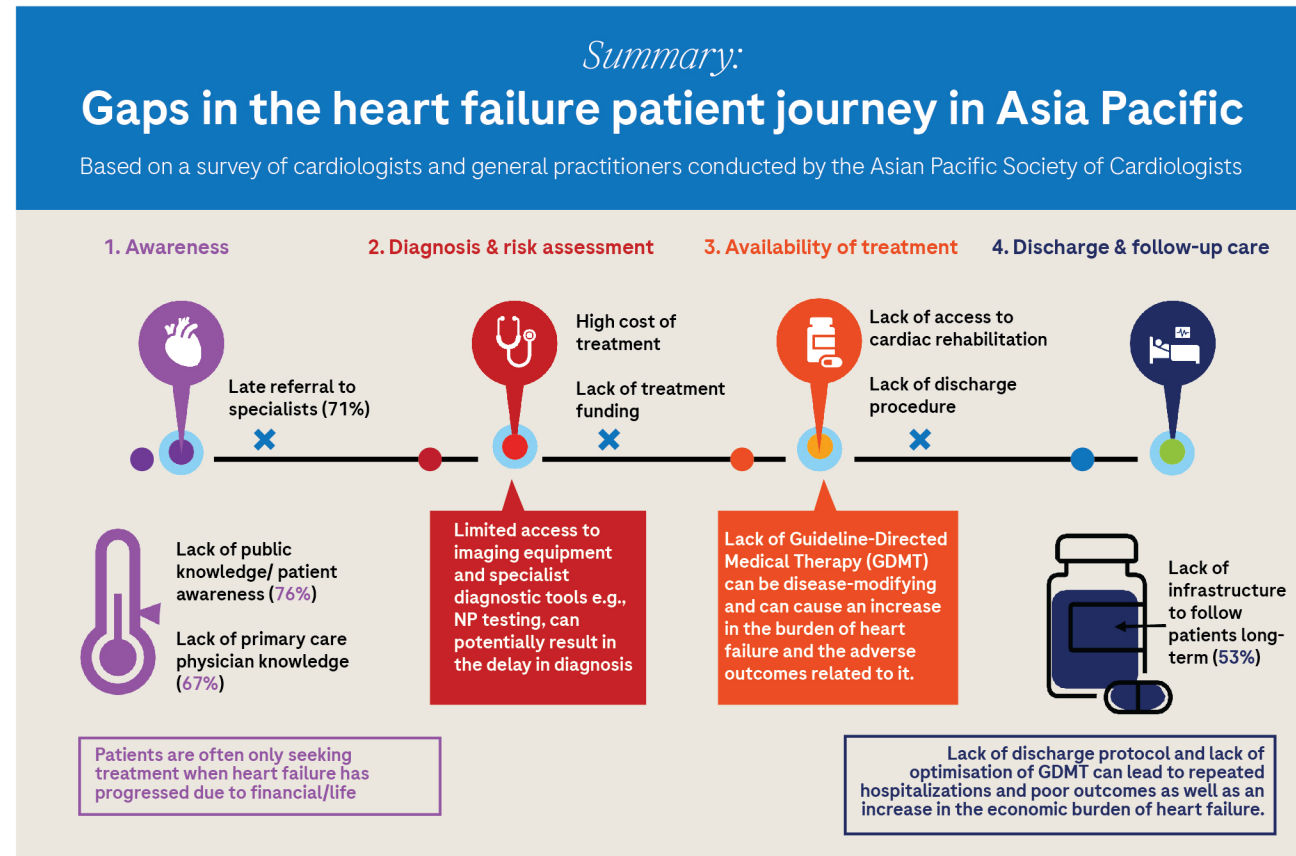 Summary:
Gaps in the heart failure patient journey in Asia Pacific
Based on a survey of cardiologists and general practitioners conducted by the Asian Pacific Society of Cardiologists
1. Awareness
2. Diagnosis & risk assessment
3. Availability of treatment
4. Discharge & follow-up care
Late referral to
specialists (71%)
High cost of
treatment
Lack of treatment
funding
Lack of access to
cardiac rehabilitation
Lack of discharge
procedure
Lack of public
knowledge/ patient
awareness (76%)
Lack of primary care
physician knowledge
(67%)
Limited access to
imaging equipment
and specialist
diagnostic tools e.g.,
NP testing, can
potentially result in
the delay in diagnosis
Lack of Guideline-Directed
Medical Therapy (GDMT)
can be disease-modifying
and can cause an increase
in the burden of heart
failure and the adverse
outcomes related to it.
Lack of
infrastructure
to follow
patients long-
term (53%)
Patients are often only seeking
treatment when heart failure has
progressed due to financial/life
Lack of discharge protocol and lack of
optimisation of GDMT can lead to repeated
hospitalizations and poor outcomes as well as an
increase in the economic burden of heart failure.